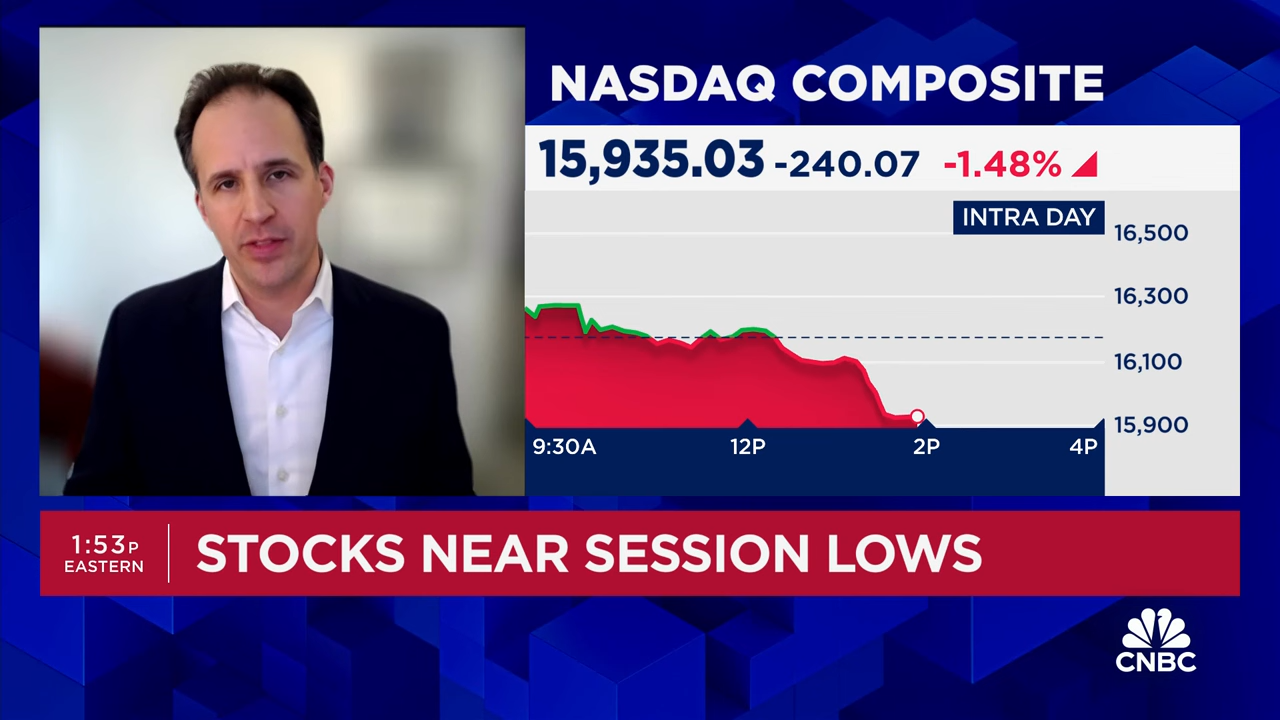 NASDAQ COMPOSITE
15,935.03 -240.07 -1.48%
INTRA DAY
16,500
16,300
16,100
15,900
9:30A 12P 2P 4P
1:53P
EASTERN
STOCKS NEAR SESSION LOWS
CNBC